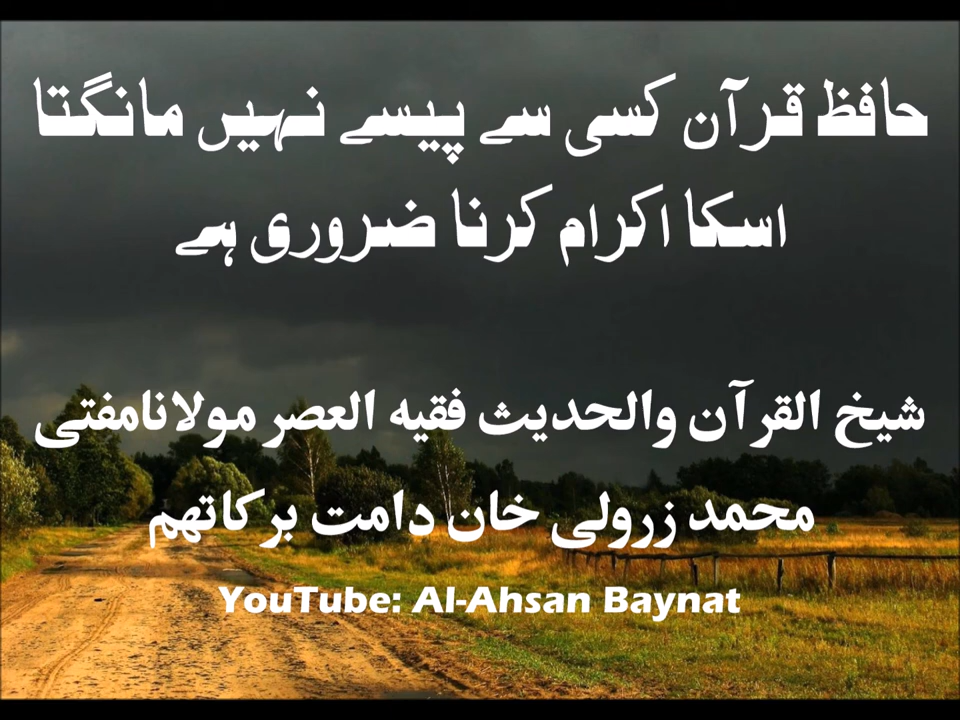 حافظ قرآن کسی سے پیسے نہیں مانگتا
اسکا اکرام کرنا ضروری ہے
شیخ القرآن والحدیث فقیه العصر مولانامفتی
محمد زرولی خان دامت برکاتهم
YouTube: Al-Ahsan Baynat